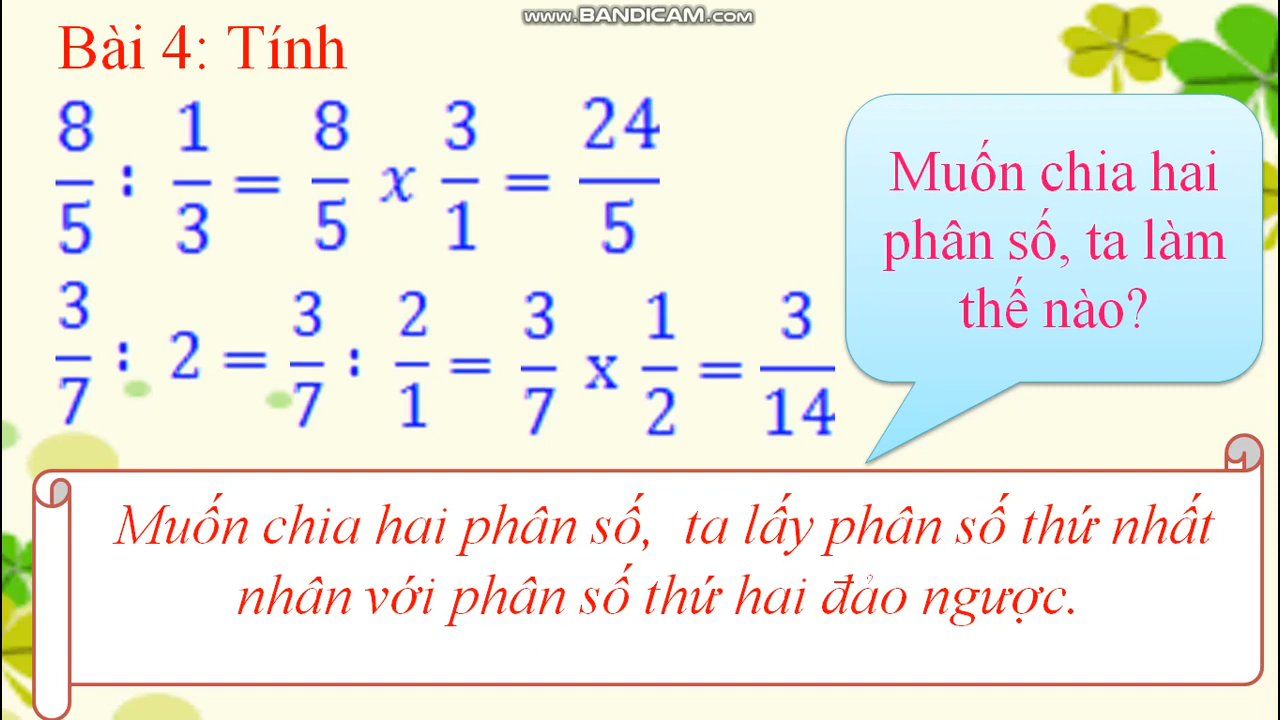 www.BANDICAM.com
Bài 4: Tính
8/5 : 1/3 = 8/5 x 3/1 = 24/5
3/7 : 2 = 3/7 : 2/1 = 3/7 x 1/2 = 3/14
Muốn chia hai
phân số, ta làm
thế nào?
Muốn chia hai phân số, ta lấy phân số thứ nhất
nhân với phân số thứ hai đảo ngược.